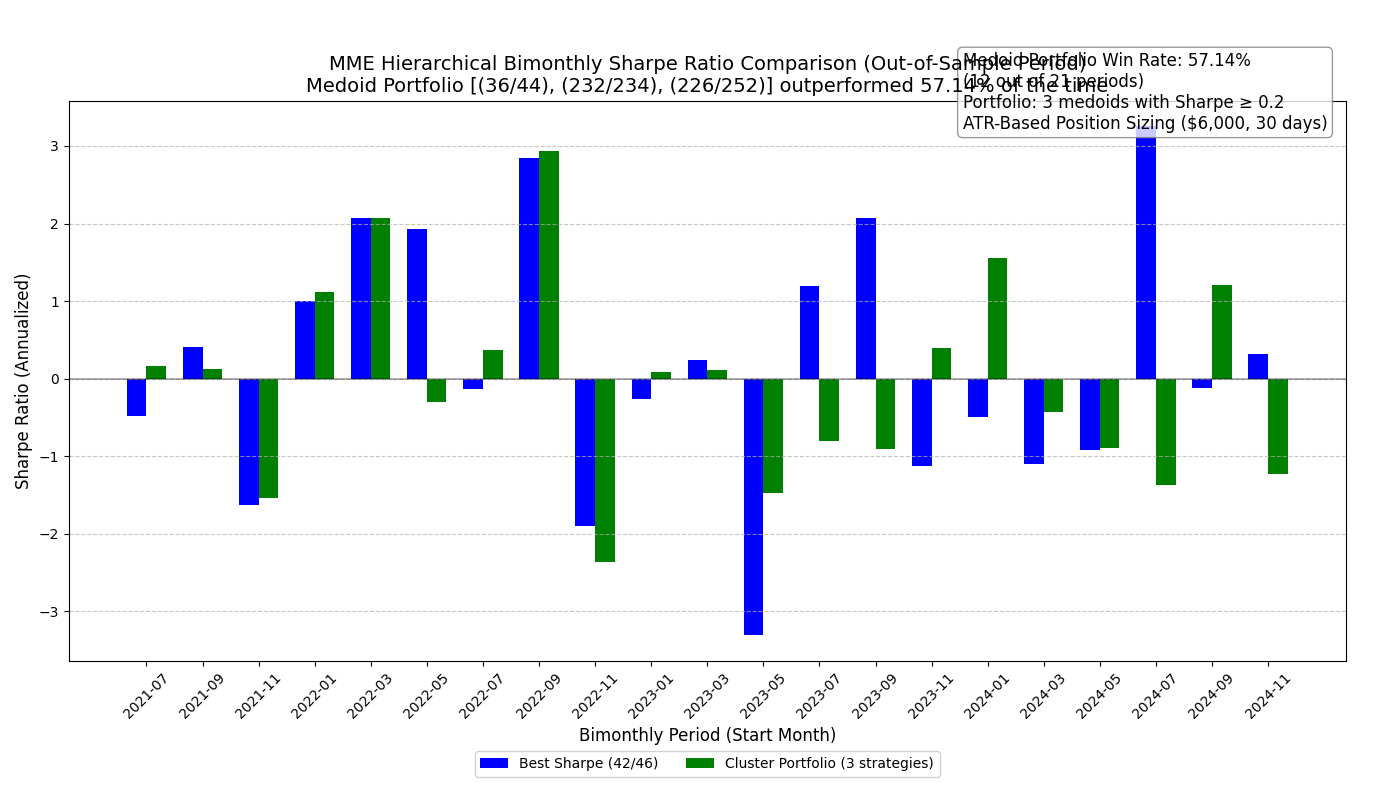 MME Hierarchical Bimonthly Sharpe Ratio Comparison (Out-of-Sample Period)
Medoid Portfolio [(36/44), (232/234), (226/252)] outperformed 57.14% of the time
Medoid Portfolio Win Rate: 57.14%
(12 out of 21 periods)
Portfolio: 3 medoids with Sharpe ≥ 0.2
ATR-Based Position Sizing ($6,000, 30 days)
Sharpe Ratio (Annualized)
3
2
1
0
−1
−2
−3
2021-07
2021-09
2021-11
2022-01
2022-03
2022-05
2022-07
2022-09
2022-11
2023-01
2023-03
2023-05
2023-07
2023-09
2023-11
2024-01
2024-03
2024-05
2024-07
2024-09
2024-11
Bimonthly Period (Start Month)
Best Sharpe (42/46)
Cluster Portfolio (3 strategies)